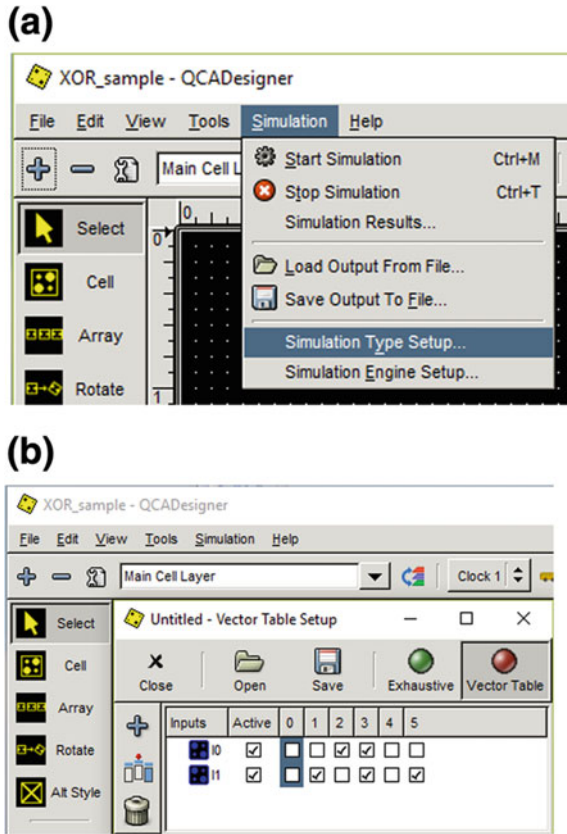 (a)
XOR_sample - QCADesigner
File Edit View Tools Simulation Help
Main Cell L
Start Simulation Ctrl+M
Stop Simulation Ctrl+T
Simulation Results...
Load Output From File...
Save Output To File...
Simulation Type Setup...
Simulation Engine Setup...
0
Select
0
Cell
Array
Rotate
1
(b)
XOR_sample - QCADesigner
File Edit View Tools Simulation Help
Main Cell Layer Clock 1
Select
Cell
Array
Rotate
Alt Style
Untitled - Vector Table Setup
Close Open Save Exhaustive Vector Table
Inputs Active 0 1 2 3 4 5
I0
I1